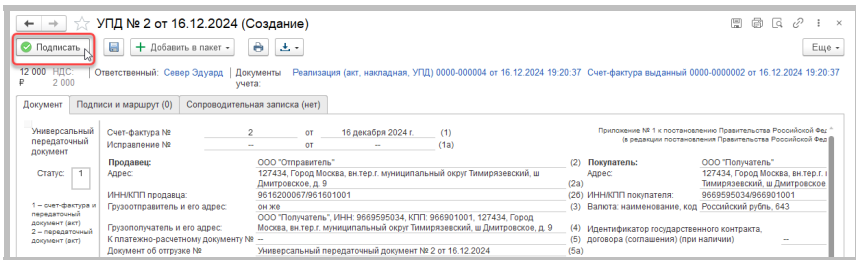 УПД № 2 от 16.12.2024 (Создание)
Подписать Добавить в пакет Еще
12 000 ₽ НДС: 2 000 Ответственный: Север Эдуард Документы учета: Реализация (акт, накладная, УПД) 0000-000004 от 16.12.2024 19:20:37 Счет-фактура выданный 0000-0000002 от 16.12.2024 19:20:37
Документ Подписи и маршрут (0) Сопроводительная записка (нет)
Универсальный передаточный документ
Статус: 1
1 – счет-фактура и передаточный документ (акт)
2 – передаточный документ (акт)
Счет-фактура № 2 от 16 декабря 2024 г. (1)
Исправление № -- от -- (1а)
Приложение № 1 к постановлению Правительства Российской Фед
(в редакции постановления Правительства Российской Фед
Продавец: ООО "Отправитель" (2) Покупатель: ООО "Получатель"
Адрес: 127434, Город Москва, вн.тер.г. муниципальный округ Тимирязевский, ш Дмитровское, д. 9 (2а) Адрес: 127434, Город Москва, вн.тер.г. Тимирязевский, ш Дмитровское
ИНН/КПП продавца: 9616200067/961601001 (2б) ИНН/КПП покупателя: 9669595034/966901001
Грузоотправитель и его адрес: он же (3) Валюта: наименование, код Российский рубль, 643
Грузополучатель и его адрес: ООО "Получатель", ИНН: 9669595034, КПП: 966901001, 127434, Город Москва, вн.тер.г. муниципальный округ Тимирязевский, ш Дмитровское, д. 9 (4) Идентификатор государственного контракта,
К платежно-расчетному документу № -- (5) договора (соглашения) (при наличии) --
Документ об отгрузке № Универсальный передаточный документ № 2 от 16.12.2024 (5а)